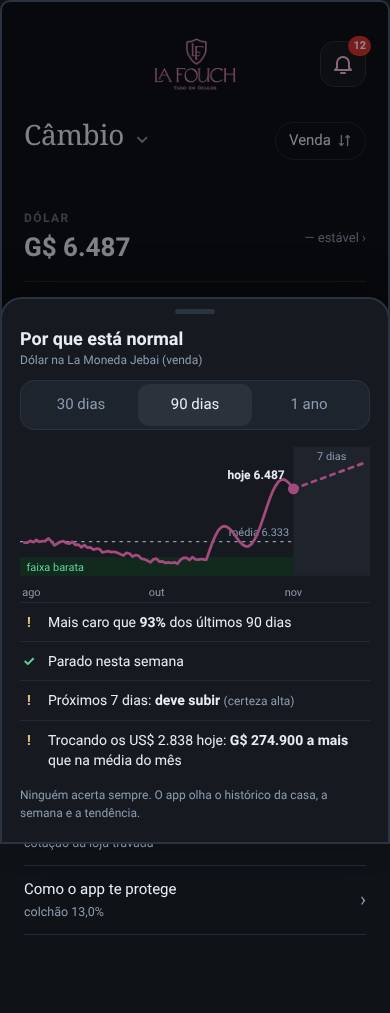 12
LA FOUCH
Câmbio
Venda
DÓLAR
G$ 6.487
— estável ›
Por que está normal
Dólar na La Moneda Jebai (venda)
30 dias
90 dias
1 ano
7 dias
hoje 6.487
média 6.333
faixa barata
ago
out
nov
! Mais caro que 93% dos últimos 90 dias
✓ Parado nesta semana
! Próximos 7 dias: deve subir (certeza alta)
! Trocando os US$ 2.838 hoje: G$ 274.900 a mais
que na média do mês
Ninguém acerta sempre. O app olha o histórico da casa, a
semana e a tendência.
cotação da loja travada
Como o app te protege
colchão 13,0%